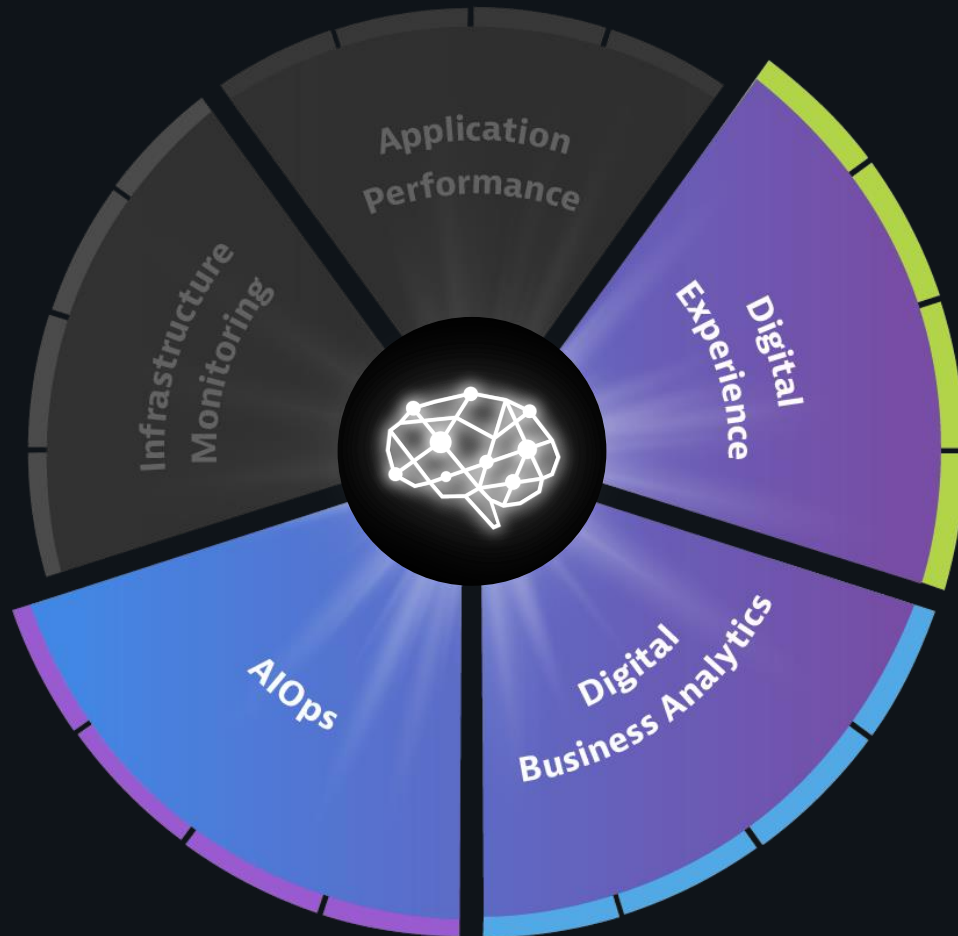 Application
Performance
Digital
Experience
Digital
Business Analytics
AIOps
Infrastructure
Monitoring